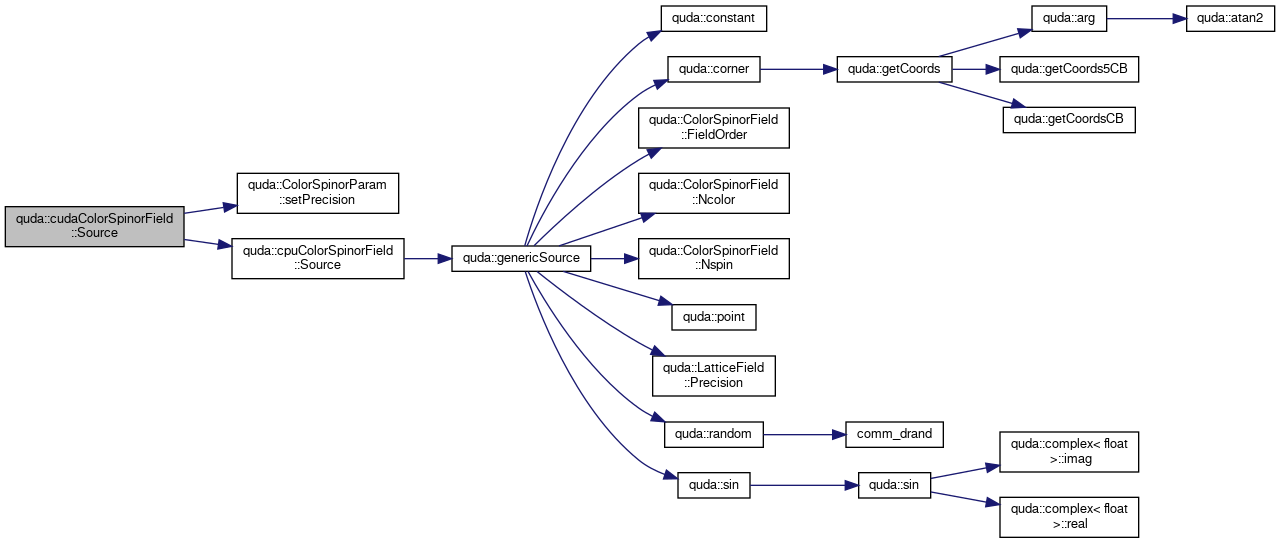 quda::cudaColorSpinorField
::Source
quda::ColorSpinorParam
::setPrecision
quda::cpuColorSpinorField
::Source
quda::genericSource
quda::constant
quda::corner
quda::ColorSpinorField
::FieldOrder
quda::ColorSpinorField
::Ncolor
quda::ColorSpinorField
::Nspin
quda::point
quda::LatticeField
::Precision
quda::random
quda::sin
quda::getCoords
comm_drand
quda::sin
quda::arg
quda::getCoords5CB
quda::getCoordsCB
quda::complex< float
>::imag
quda::complex< float
>::real
quda::atan2